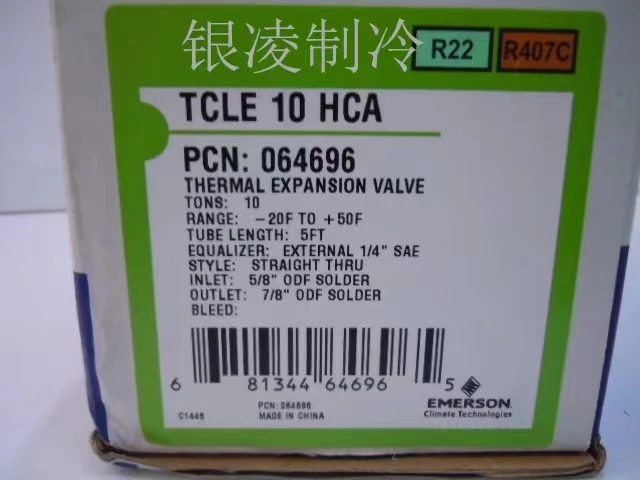 银凌制冷
R22 R407C
TCLE 10 HCA
PCN: 064696
THERMAL EXPANSION VALVE
TONS: 10
RANGE: -20F TO +50F
TUBE LENGTH: 5FT
EQUALIZER: EXTERNAL 1/4" SAE
STYLE: STRAIGHT THRU
INLET: 5/8" ODF SOLDER
OUTLET: 7/8" ODF SOLDER
BLEED:
6 81344 64696 5
C1445 PCN:064696
MADE IN CHINA
EMERSON
Climate Technologies